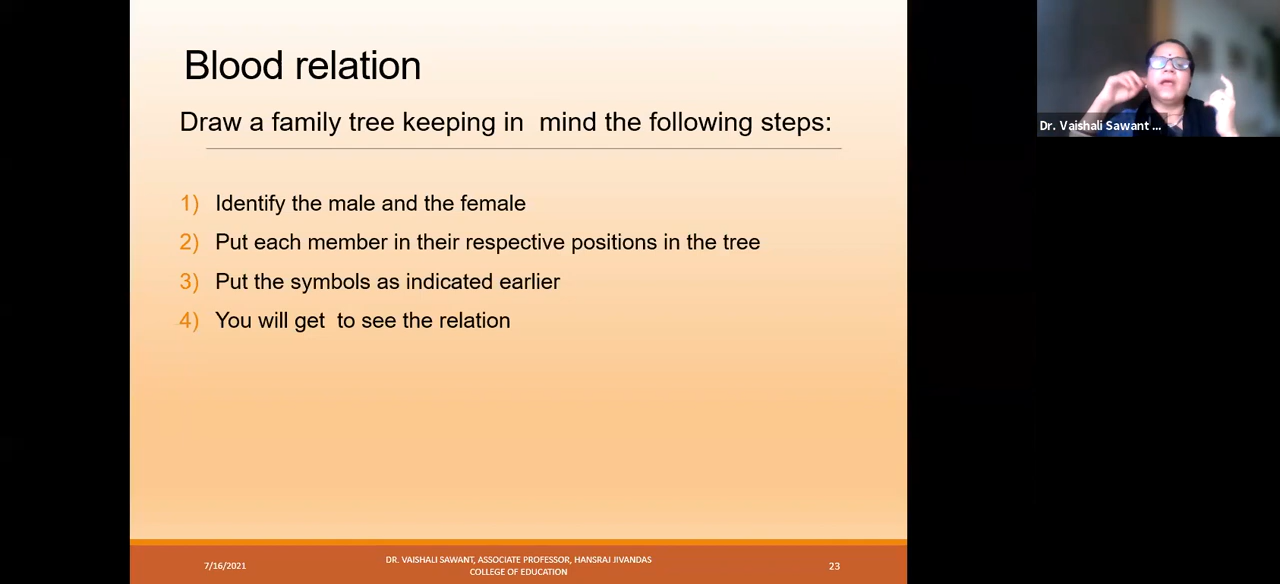 Blood relation
Draw a family tree keeping in  mind the following steps:
1) Identify the male and the female
2) Put each member in their respective positions in the tree
3) Put the symbols as indicated earlier
4) You will get  to see the relation
7/16/2021
DR. VAISHALI SAWANT, ASSOCIATE PROFESSOR, HANSRAJ JIVANDAS
COLLEGE OF EDUCATION
23
Dr. Vaishali Sawant ...